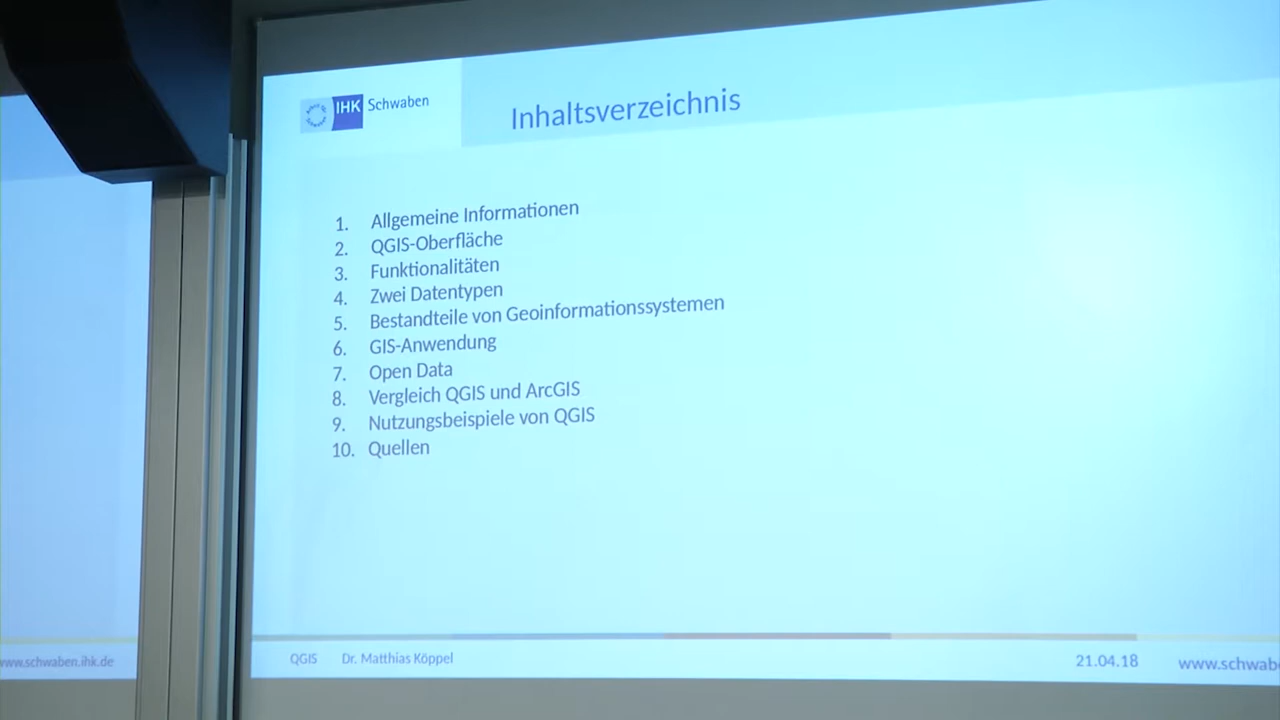 IHK Schwaben
Inhaltsverzeichnis
1. Allgemeine Informationen
2. QGIS-Oberfläche
3. Funktionalitäten
4. Zwei Datentypen
5. Bestandteile von Geoinformationssystemen
6. GIS-Anwendung
7. Open Data
8. Vergleich QGIS und ArcGIS
9. Nutzungsbeispiele von QGIS
10. Quellen
www.schwaben.ihk.de
QGIS Dr. Matthias Köppel 21.04.18 www.schwab